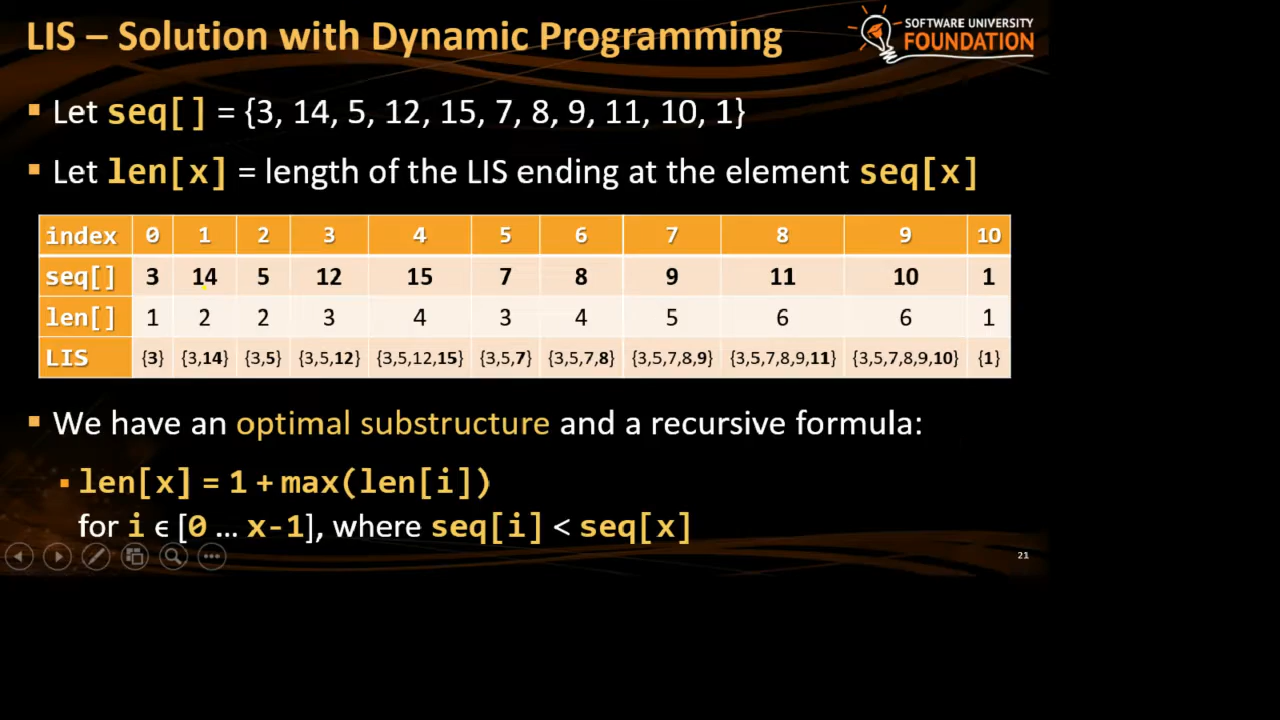 LIS – Solution with Dynamic Programming
SOFTWARE UNIVERSITY
FOUNDATION
▪ Let seq[] = {3, 14, 5, 12, 15, 7, 8, 9, 11, 10, 1}
▪ Let len[x] = length of the LIS ending at the element seq[x]
index 0 1 2 3 4 5 6 7 8 9 10
seq[] 3 14 5 12 15 7 8 9 11 10 1
len[] 1 2 2 3 4 3 4 5 6 6 1
LIS {3} {3,14} {3,5} {3,5,12} {3,5,12,15} {3,5,7} {3,5,7,8} {3,5,7,8,9} {3,5,7,8,9,11} {3,5,7,8,9,10} {1}
▪ We have an optimal substructure and a recursive formula:
▪ len[x] = 1 + max(len[i])
for i ϵ [0 … x-1], where seq[i] < seq[x]
21